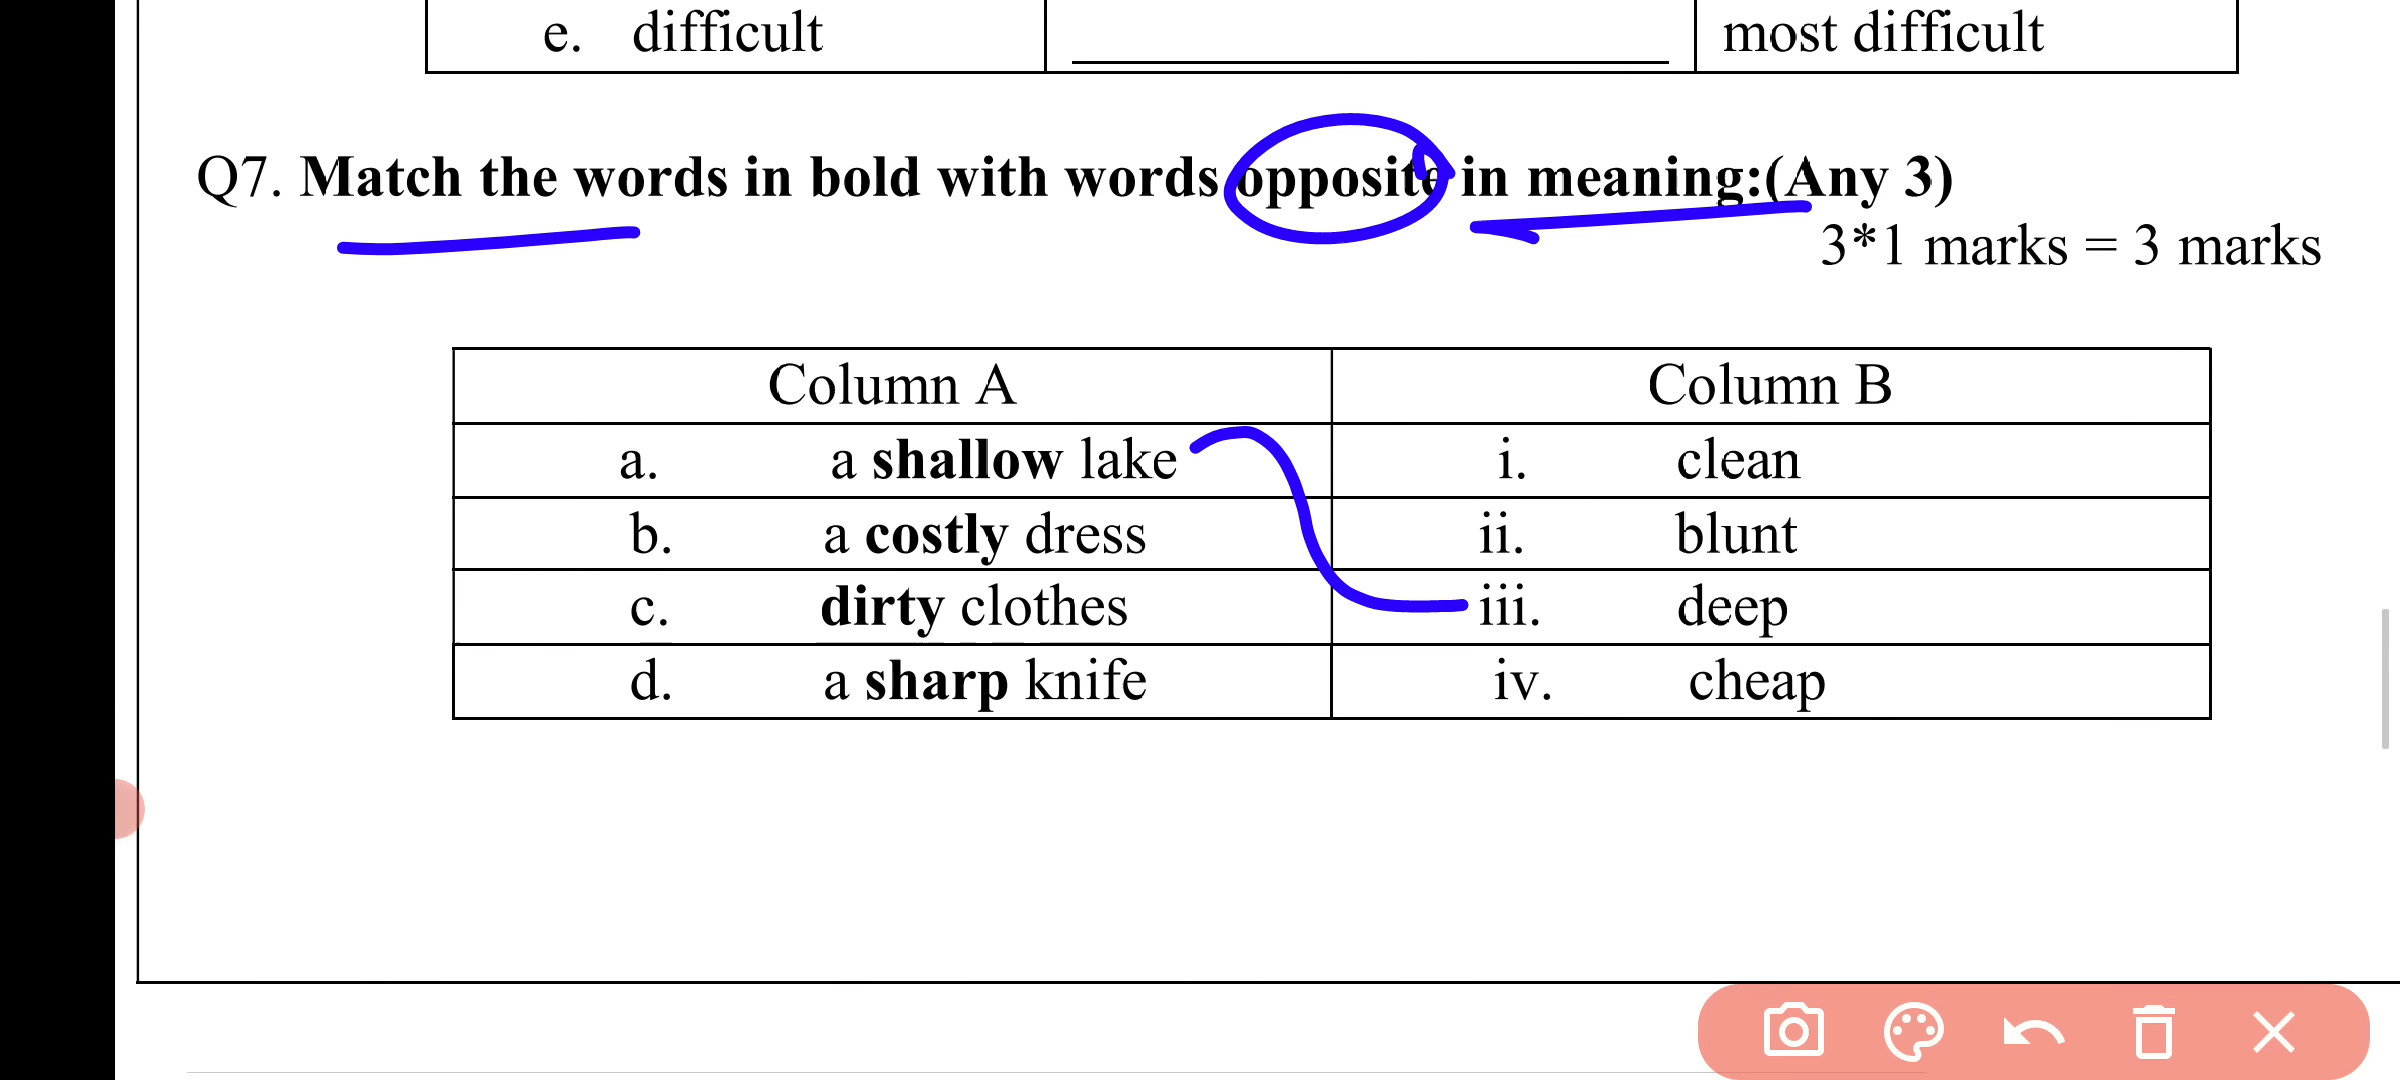 e. difficult most difficult
Q7. Match the words in bold with words opposite in meaning:(Any 3)
3*1 marks = 3 marks
Column A Column B
a. a shallow lake i. clean
b. a costly dress ii. blunt
c. dirty clothes iii. deep
d. a sharp knife iv. cheap